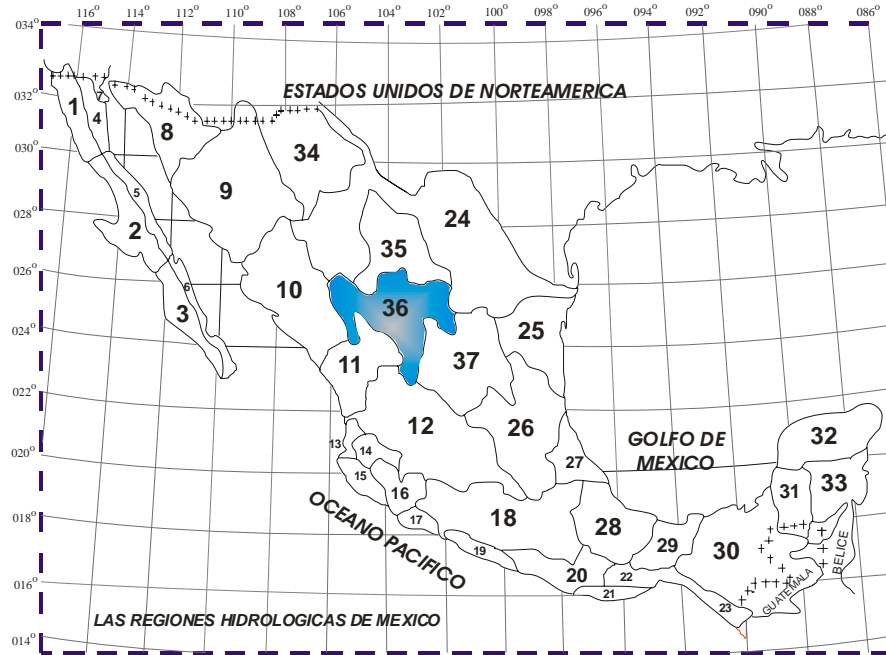 034° 116° 114° 112° 110° 108° 106° 104° 102° 100° 098° 096° 094° 092° 090° 088° 086°
ESTADOS UNIDOS DE NORTEAMERICA
032° 1 4 7 8
030° 34
9 5
028° 2 24
35
026° 10 6 36
3
024° 25
11 37
022°
12 26 32
13 14 GOLFO DE
020° 27 MEXICO
15 16 31 33
OCEANO PACIFICO
018° 17 18 28
19 29 30 BELICE
016° 20 22
21 23 GUATEMALA
LAS REGIONES HIDROLOGICAS DE MEXICO
014°